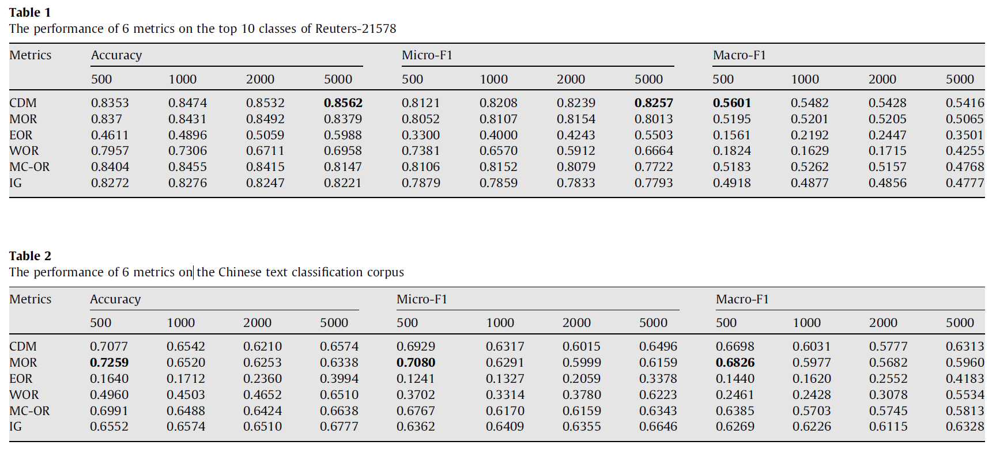 Table 1
The performance of 6 metrics on the top 10 classes of Reuters-21578
Metrics Accuracy Micro-F1 Macro-F1
500 1000 2000 5000 500 1000 2000 5000 500 1000 2000 5000
CDM 0.8353 0.8474 0.8532 0.8562 0.8121 0.8208 0.8239 0.8257 0.5601 0.5482 0.5428 0.5416
MOR 0.837 0.8431 0.8492 0.8379 0.8052 0.8107 0.8154 0.8013 0.5195 0.5201 0.5205 0.5065
EOR 0.4611 0.4896 0.5059 0.5988 0.3300 0.4000 0.4243 0.5503 0.1561 0.2192 0.2447 0.3501
WOR 0.7957 0.7306 0.6711 0.6958 0.7381 0.6570 0.5912 0.6664 0.1824 0.1629 0.1715 0.4255
MC-OR 0.8404 0.8455 0.8415 0.8147 0.8106 0.8152 0.8079 0.7722 0.5183 0.5262 0.5157 0.4768
IG 0.8272 0.8276 0.8247 0.8221 0.7879 0.7859 0.7833 0.7793 0.4918 0.4877 0.4856 0.4777
Table 2
The performance of 6 metrics on the Chinese text classification corpus
Metrics Accuracy Micro-F1 Macro-F1
500 1000 2000 5000 500 1000 2000 5000 500 1000 2000 5000
CDM 0.7077 0.6542 0.6210 0.6574 0.6929 0.6317 0.6015 0.6496 0.6698 0.6031 0.5777 0.6313
MOR 0.7259 0.6520 0.6253 0.6338 0.7080 0.6291 0.5999 0.6159 0.6826 0.5977 0.5682 0.5960
EOR 0.1640 0.1712 0.2360 0.3994 0.1241 0.1327 0.2059 0.3378 0.1440 0.1620 0.2552 0.4183
WOR 0.4960 0.4503 0.4652 0.6510 0.3702 0.3314 0.3780 0.6223 0.2461 0.2428 0.3078 0.5534
MC-OR 0.6991 0.6488 0.6424 0.6638 0.6767 0.6170 0.6159 0.6343 0.6385 0.5703 0.5745 0.5813
IG 0.6552 0.6574 0.6510 0.6777 0.6362 0.6409 0.6355 0.6646 0.6269 0.6226 0.6115 0.6328